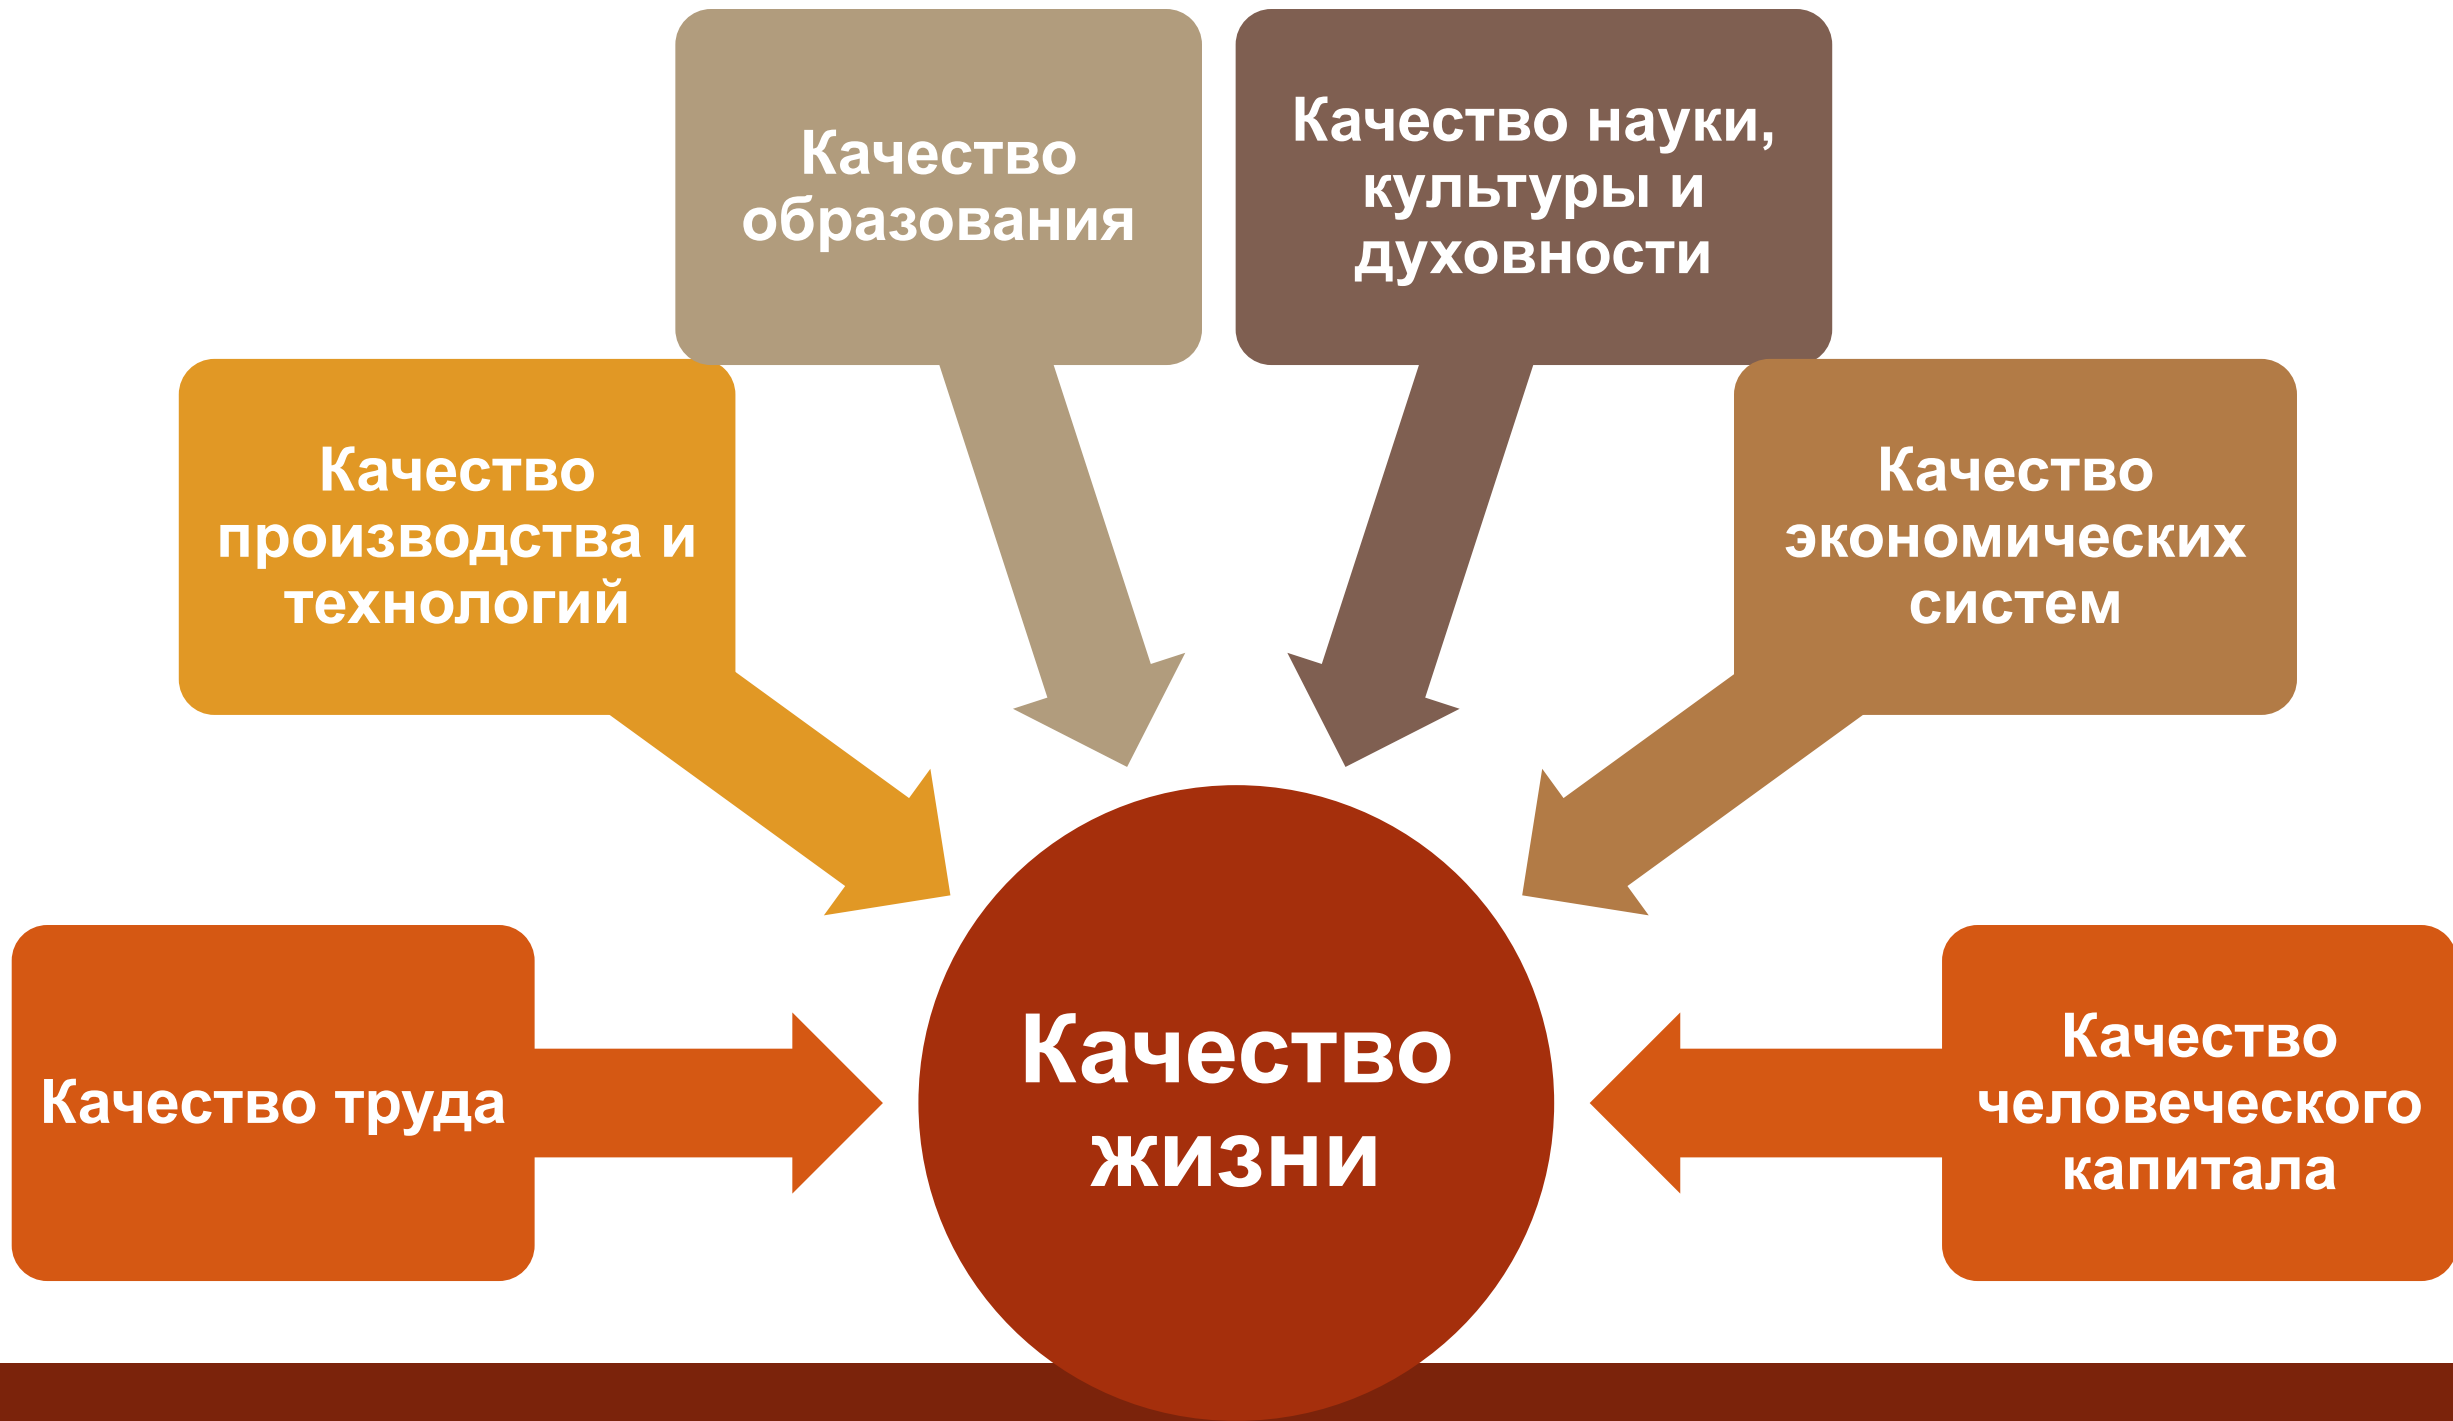 Качество
образования
Качество науки,
культуры и
духовности
Качество
производства и
технологий
Качество
экономических
систем
Качество труда
Качество
жизни
Качество
человеческого
капитала